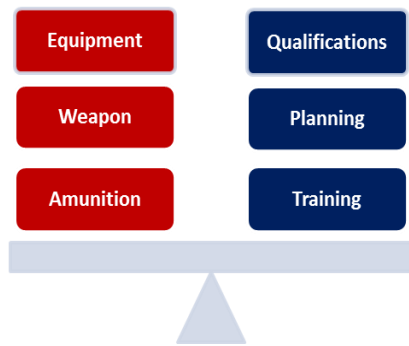 Equipment
Qualifications
Weapon
Planning
Amunition
Training